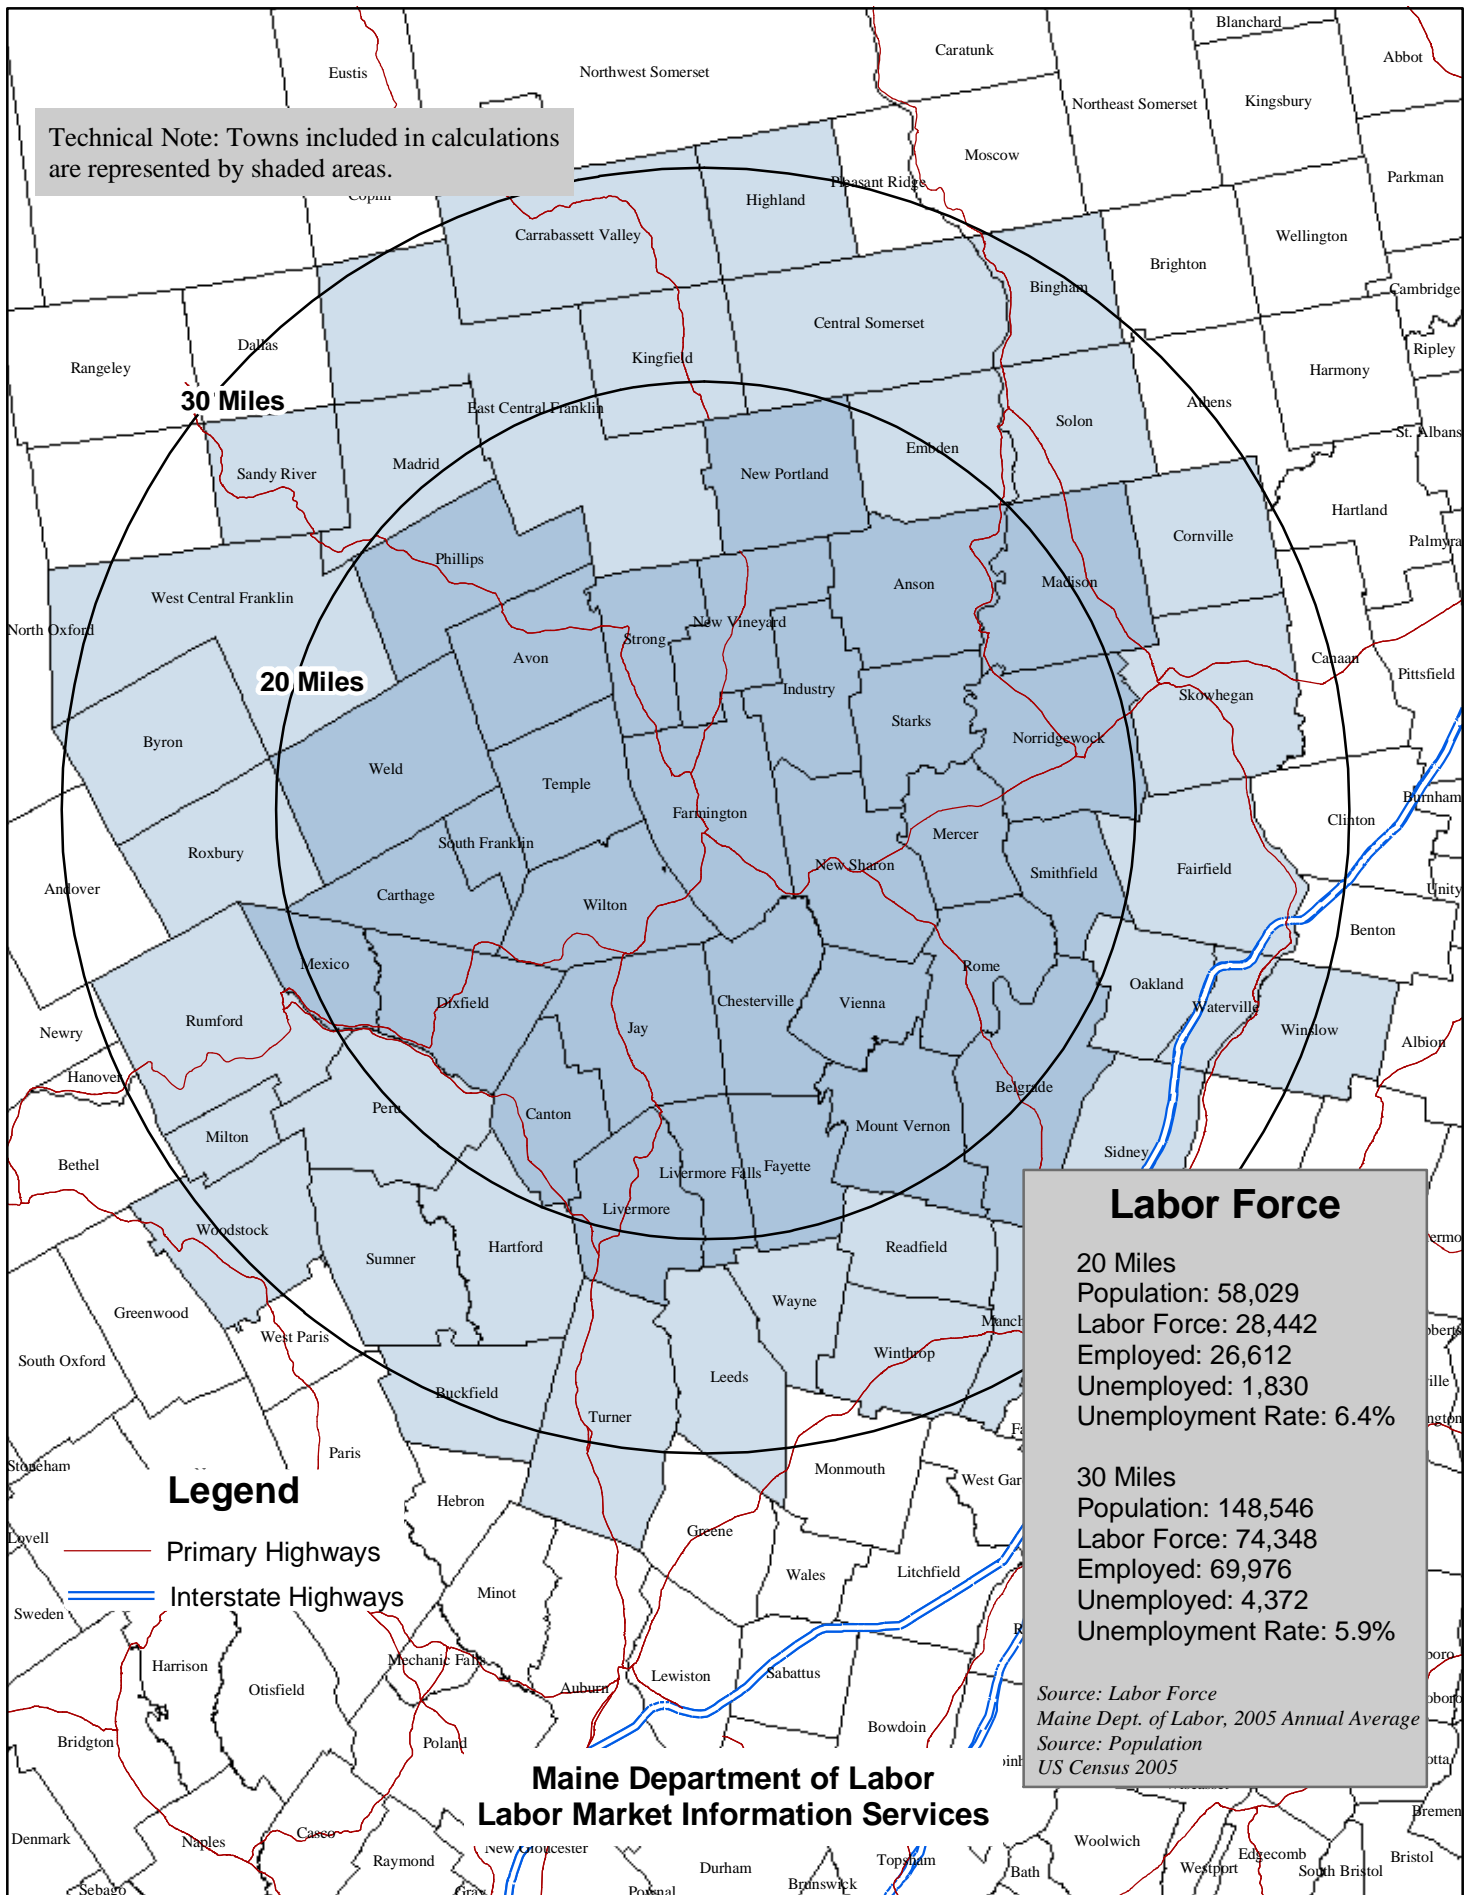 Blanchard
Caratunk
Abbot
Eustis
Northwest Somerset
Northeast Somerset
Kingsbury
Technical Note: Towns included in calculations
are represented by shaded areas.
Moscow
Parkman
Pleasant Ridge
Coplin
Highland
Carrabassett Valley
Wellington
Brighton
Bingham
Cambridge
Central Somerset
Dallas
Ripley
Rangeley
Kingfield
Harmony
30 Miles
East Central Franklin
Athens
Solon
St. Albans
Embden
Madrid
Sandy River
New Portland
Hartland
Cornville
Palmyra
Phillips
Anson
Madison
West Central Franklin
North Oxford
New Vineyard
Strong
Avon
Canaan
Pittsfield
20 Miles
Industry
Skowhegan
Starks
Byron
Norridgewock
Weld
Temple
Burnham
Farmington
Clinton
Mercer
South Franklin
Roxbury
New Sharon
Smithfield
Fairfield
Andover
Unity
Carthage
Wilton
Benton
Mexico
Rome
Oakland
Dixfield
Chesterville
Vienna
Waterville
Rumford
Jay
Winslow
Newry
Albion
Hanover
Belgrade
Peru
Canton
Mount Vernon
Milton
Sidney
Bethel
Livermore Falls
Fayette
Livermore
Labor Force
Woodstock
Hartford
Readfield
Sumner
20 Miles
Population: 58,029
Labor Force: 28,442
Employed: 26,612
Unemployed: 1,830
Unemployment Rate: 6.4%
Wayne
Greenwood
West Paris
South Oxford
Winthrop
Leeds
Buckfield
Turner
30 Miles
Population: 148,546
Labor Force: 74,348
Employed: 69,976
Unemployed: 4,372
Unemployment Rate: 5.9%
Paris
Stoneham
Monmouth
West Gar
Legend
Hebron
Greene
Lovell
Primary Highways
Wales
Litchfield
Minot
Interstate Highways
Sweden
Mechanic Falls
Harrison
Lewiston
Sabattus
Auburn
Otisfield
Source: Labor Force
Maine Dept. of Labor, 2005 Annual Average
Source: Population
US Census 2005
Bowdoin
Bridgton
Poland
Maine Department of Labor
Labor Market Information Services
Bremen
Casco
Denmark
Naples
Woolwich
New Gloucester
Edgecomb
Bristol
Raymond
Topsham
Durham
Westport
South Bristol
Bath
Brunswick
Sebago
Gray
Pownal